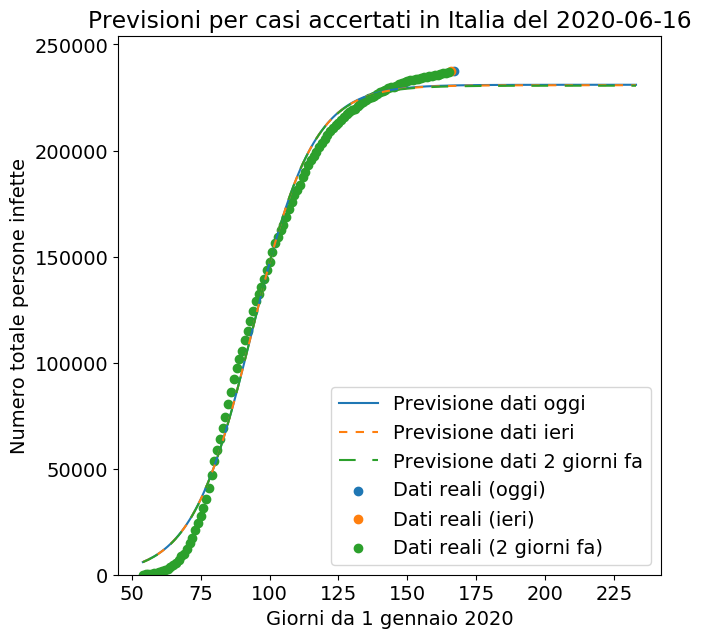 Previsioni per casi accertati in Italia del 2020-06-16
250000
200000
150000
100000
50000
0
Numero totale persone infette
50
75
100
125
150
175
200
225
Giorni da 1 gennaio 2020
Previsione dati oggi
Previsione dati ieri
Previsione dati 2 giorni fa
Dati reali (oggi)
Dati reali (ieri)
Dati reali (2 giorni fa)